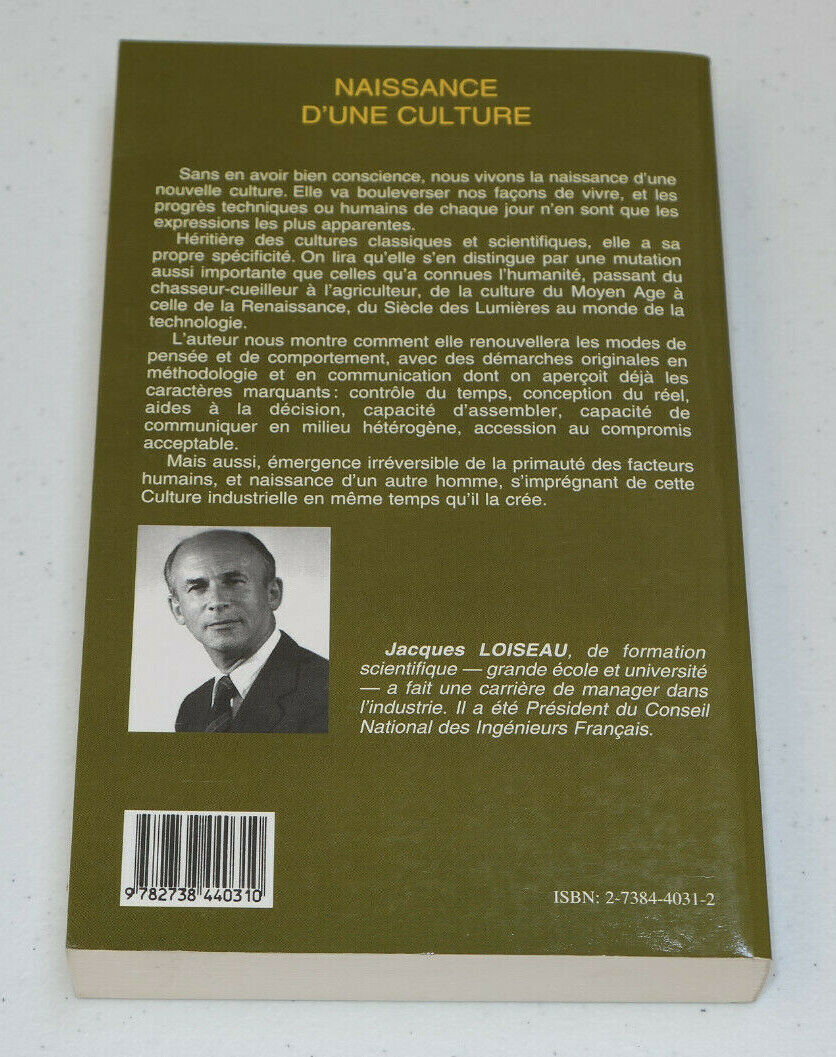 NAISSANCE
D'UNE CULTURE
Sans en avoir bien conscience, nous vivons la naissance d'une
nouvelle culture. Elle va bouleverser nos façons de vivre, et les
progrès techniques ou humains de chaque jour n'en sont que les
expressions les plus apparentes.
Héritière des cultures classiques et scientifiques, elle a sa
propre spécificité. On lira qu'elle s'en distingue par une mutation
aussi importante que celles qu'a connues l'humanité, passant du
chasseur-cueilleur à l'agriculteur, de la culture du Moyen Age à
celle de la Renaissance, du Siècle des Lumières au monde de la
technologie.
L'auteur nous montre comment elle renouvellera les modes de
pensée et de comportement, avec des démarches originales en
méthodologie et en communication dont on aperçoit déjà les
caractères marquants : contrôle du temps, conception du réel,
aides à la décision, capacité d'assembler, capacité de
communiquer en milieu hétérogène, accession au compromis
acceptable.
Mais aussi, émergence irréversible de la primauté des facteurs
humains, et naissance d'un autre homme, s'imprégnant de cette
Culture industrielle en même temps qu'il la crée.
Jacques LOISEAU, de formation
scientifique — grande école et université
— a fait une carrière de manager dans
l'industrie. Il a été Président du Conseil
National des Ingénieurs Français.
9 782738 440310
ISBN: 2-7384-4031-2